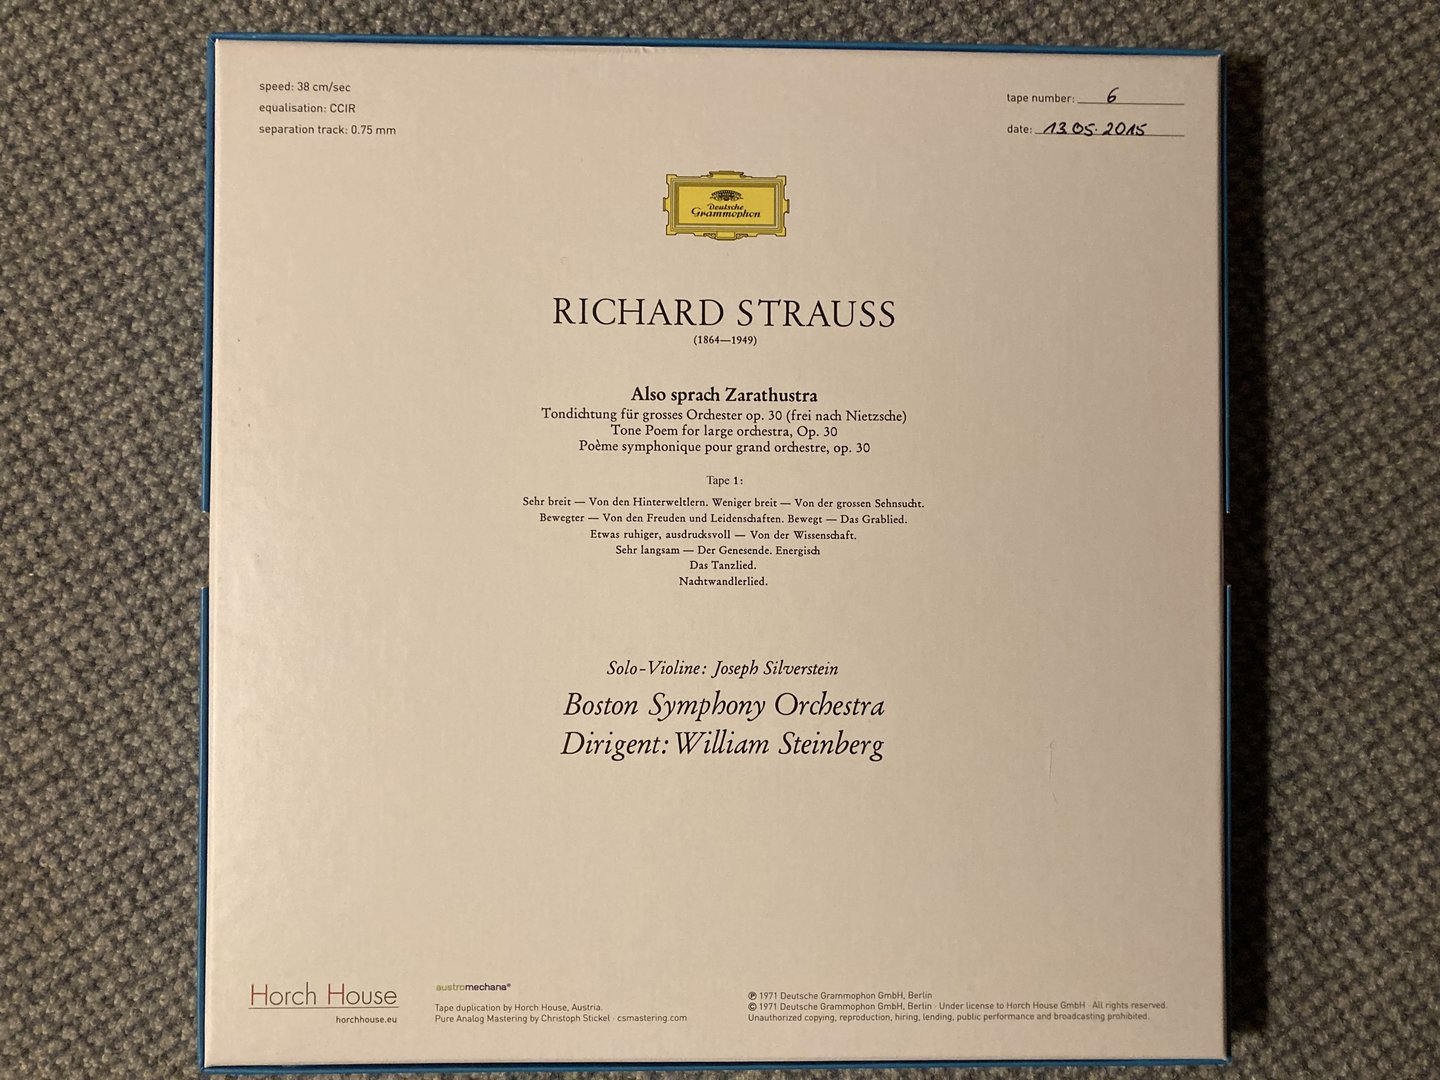 speed: 38 cm/sec
equalisation: CCIR
separation track: 0.75 mm
tape number: 6
date: 13.05.2015
Deutsche
Grammophon
RICHARD STRAUSS
(1864—1949)
Also sprach Zarathustra
Tondichtung für grosses Orchester op. 30 (frei nach Nietzsche)
Tone Poem for large orchestra, Op. 30
Poème symphonique pour grand orchestre, op. 30
Tape 1:
Sehr breit — Von den Hinterweltlern. Weniger breit — Von der grossen Sehnsucht.
Bewegter — Von den Freuden und Leidenschaften. Bewegt — Das Grablied.
Etwas ruhiger, ausdrucksvoll — Von der Wissenschaft.
Sehr langsam — Der Genesende. Energisch
Das Tanzlied.
Nachtwandlerlied.
Solo-Violine: Joseph Silverstein
Boston Symphony Orchestra
Dirigent: William Steinberg
Horch House
horchhouse.eu
austromechana®
Tape duplication by Horch House, Austria.
Pure Analog Mastering by Christoph Stickel · csmastering.com
℗ 1971 Deutsche Grammophon GmbH, Berlin
© 1971 Deutsche Grammophon GmbH, Berlin · Under license to Horch House GmbH · All rights reserved.
Unauthorized copying, reproduction, hiring, lending, public performance and broadcasting prohibited.